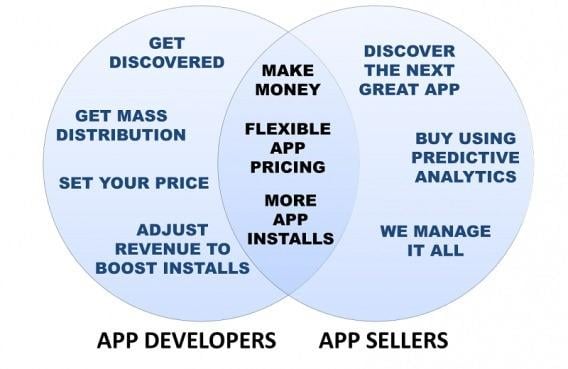 GET
DISCOVERED
GET MASS
DISTRIBUTION
SET YOUR PRICE
ADJUST
REVENUE TO
BOOST INSTALLS
MAKE
MONEY
FLEXIBLE
APP
PRICING
MORE
APP
INSTALLS
DISCOVER
THE NEXT
GREAT APP
BUY USING
PREDICTIVE
ANALYTICS
WE MANAGE
IT ALL
APP DEVELOPERS
APP SELLERS